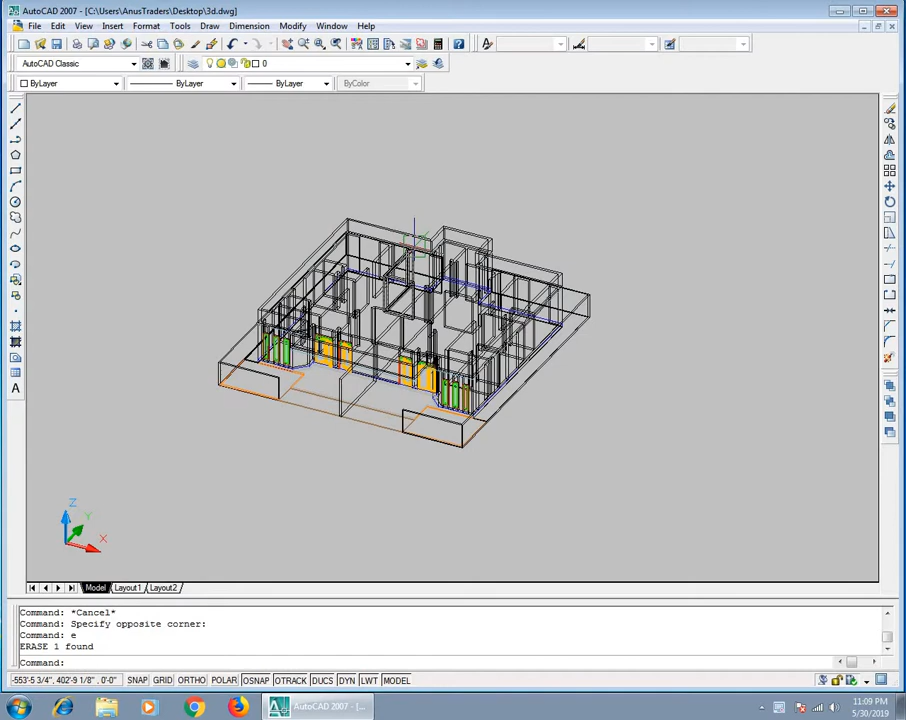 AutoCAD 2007 - [C:\Users\AnusTraders\Desktop\3d.dwg]
File Edit View Insert Format Tools Draw Dimension Modify Window Help
AutoCAD Classic 0
ByLayer ByLayer ByLayer ByColor
A
Z
Y
X
Model Layout1 Layout2
Command: *Cancel*
Command: Specify opposite corner:
Command: e
ERASE 1 found
Command:
-553'-5 3/4", 402'-9 1/8", 0'-0" SNAP GRID ORTHO POLAR OSNAP OTRACK DUCS DYN LWT MODEL
AutoCAD 2007 - [...
11:09 PM
5/30/2019